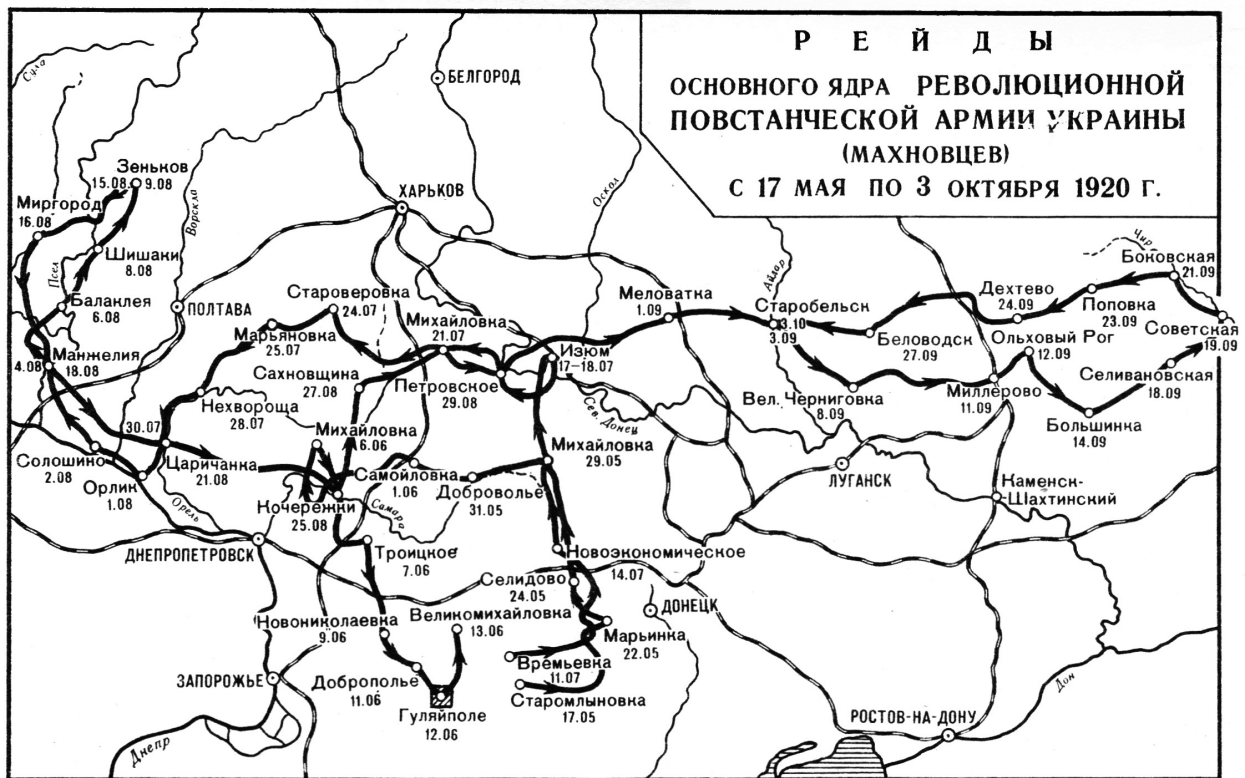 РЕЙДЫ
ОСНОВНОГО ЯДРА РЕВОЛЮЦИОННОЙ
ПОВСТАНЧЕСКОЙ АРМИИ УКРАИНЫ
(МАХНОВЦЕВ)
С 17 МАЯ ПО 3 ОКТЯБРЯ 1920 Г.
Сула
БЕЛГОРОД
Зеньков
15.08
9.08
Миргород
16.08
Ворскла
ХАРЬКОВ
Оскол
Псел
Шишаки
8.08
Айдар
Чир
Боковская
21.09
Балаклея
6.08
ПОЛТАВА
Староверовка
24.07
Меловатка
1.09
Старобельск
3.10
3.09
Дехтево
24.09
Поповка
23.09
Советская
19.09
Марьяновка
25.07
Михайловка
21.07
Изюм
17–18.07
Беловодск
27.09
Ольховый Рог
12.09
4.08
Манжелия
18.08
Сахновщина
27.08
Петровское
29.08
Сев. Донец
Вел. Черниговка
8.09
Миллерово
11.09
Селивановская
18.09
Нехвороща
28.07
Большинка
14.09
30.07
Михайловка
6.06
Михайловка
29.05
Солошино
2.08
Царичанка
21.08
Самойловка
1.06
Доброволье
31.05
ЛУГАНСК
Орлик
1.08
Каменск-
Шахтинский
Орель
Кочережки
25.08
Самара
ДНЕПРОПЕТРОВСК
Троицкое
7.06
Новоэкономическое
14.07
Селидово
24.05
ДОНЕЦК
Новониколаевка
9.06
Великомихайловка
13.06
Марьинка
22.05
Времьевка
11.07
ЗАПОРОЖЬЕ
Доброполье
11.06
Старомлыновка
17.05
Дон
Гуляйполе
12.06
РОСТОВ-НА-ДОНУ
Днепр